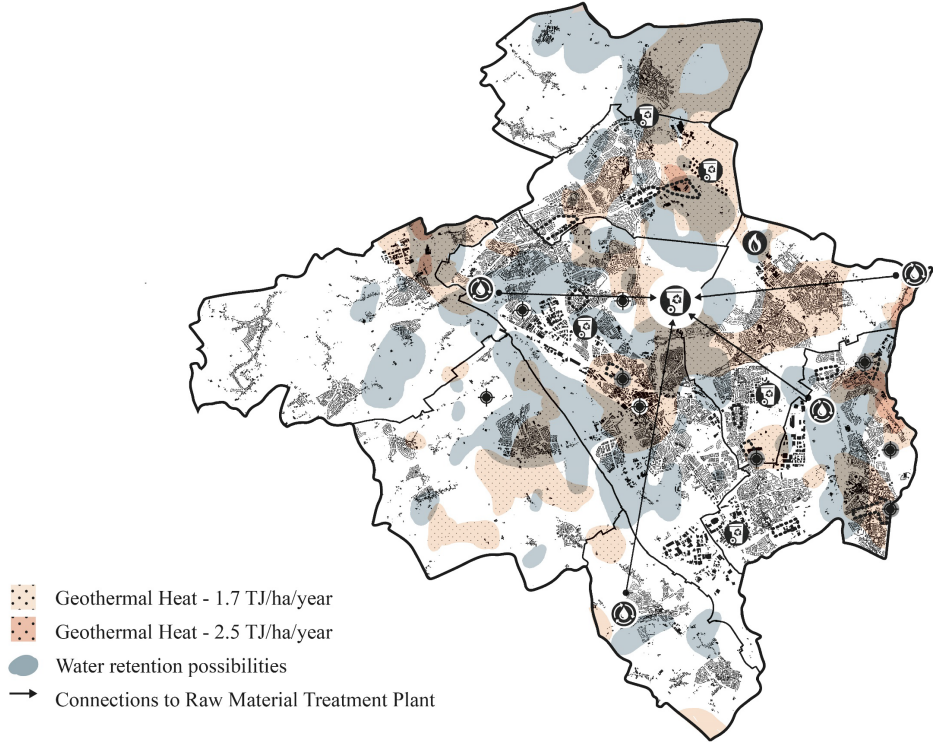 Geothermal Heat - 1.7 TJ/ha/year
Geothermal Heat - 2.5 TJ/ha/year
Water retention possibilities
Connections to Raw Material Treatment Plant